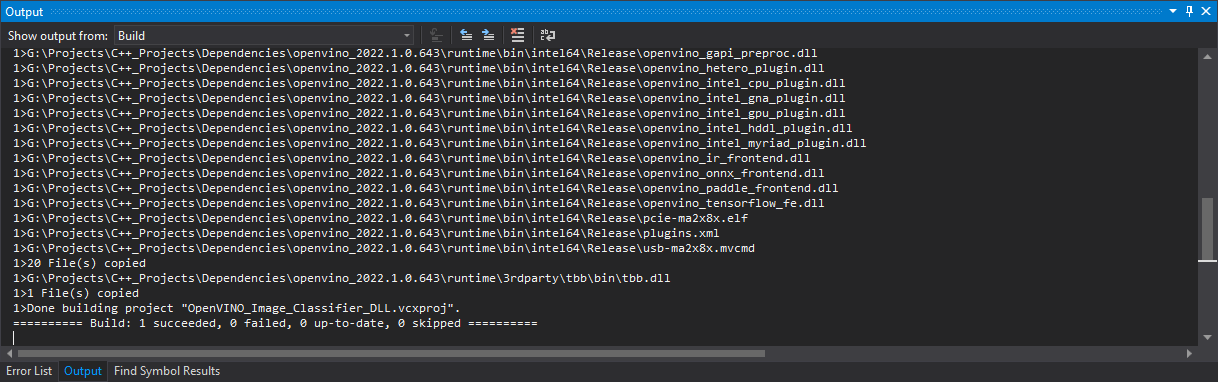 Output
Show output from: Build
1>G:\Projects\C++_Projects\Dependencies\openvino_2022.1.0.643\runtime\bin\intel64\Release\openvino_gapi_preproc.dll
1>G:\Projects\C++_Projects\Dependencies\openvino_2022.1.0.643\runtime\bin\intel64\Release\openvino_hetero_plugin.dll
1>G:\Projects\C++_Projects\Dependencies\openvino_2022.1.0.643\runtime\bin\intel64\Release\openvino_intel_cpu_plugin.dll
1>G:\Projects\C++_Projects\Dependencies\openvino_2022.1.0.643\runtime\bin\intel64\Release\openvino_intel_gna_plugin.dll
1>G:\Projects\C++_Projects\Dependencies\openvino_2022.1.0.643\runtime\bin\intel64\Release\openvino_intel_gpu_plugin.dll
1>G:\Projects\C++_Projects\Dependencies\openvino_2022.1.0.643\runtime\bin\intel64\Release\openvino_intel_hddl_plugin.dll
1>G:\Projects\C++_Projects\Dependencies\openvino_2022.1.0.643\runtime\bin\intel64\Release\openvino_intel_myriad_plugin.dll
1>G:\Projects\C++_Projects\Dependencies\openvino_2022.1.0.643\runtime\bin\intel64\Release\openvino_ir_frontend.dll
1>G:\Projects\C++_Projects\Dependencies\openvino_2022.1.0.643\runtime\bin\intel64\Release\openvino_onnx_frontend.dll
1>G:\Projects\C++_Projects\Dependencies\openvino_2022.1.0.643\runtime\bin\intel64\Release\openvino_paddle_frontend.dll
1>G:\Projects\C++_Projects\Dependencies\openvino_2022.1.0.643\runtime\bin\intel64\Release\openvino_tensorflow_fe.dll
1>G:\Projects\C++_Projects\Dependencies\openvino_2022.1.0.643\runtime\bin\intel64\Release\pcie-ma2x8x.elf
1>G:\Projects\C++_Projects\Dependencies\openvino_2022.1.0.643\runtime\bin\intel64\Release\plugins.xml
1>G:\Projects\C++_Projects\Dependencies\openvino_2022.1.0.643\runtime\bin\intel64\Release\usb-ma2x8x.mvcmd
1>20 File(s) copied
1>G:\Projects\C++_Projects\Dependencies\openvino_2022.1.0.643\runtime\3rdparty\tbb\bin\tbb.dll
1>1 File(s) copied
1>Done building project "OpenVINO_Image_Classifier_DLL.vcxproj".
========== Build: 1 succeeded, 0 failed, 0 up-to-date, 0 skipped ==========
Error List Output Find Symbol Results